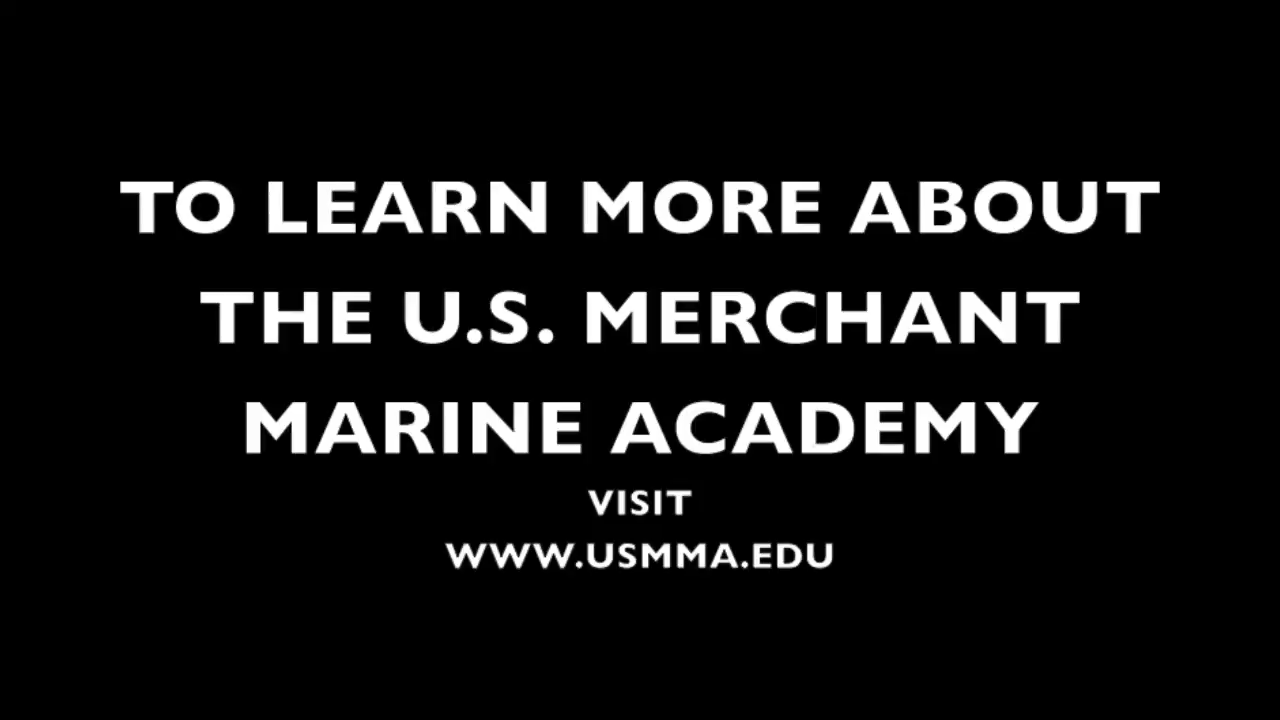 TO LEARN MORE ABOUT
THE U.S. MERCHANT
MARINE ACADEMY
VISIT
WWW.USMMA.EDU